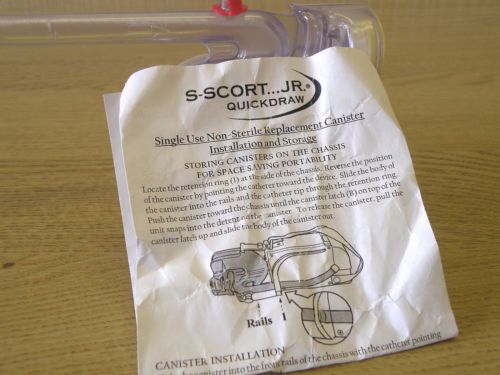 S-SCORT...JR.®
QUICKDRAW
Single Use Non-Sterile Replacement Canister
Installation and Storage
STORING CANISTERS ON THE CHASSIS
FOR SPACE SAVING PORTABILITY
Locate the retension ring (1) at the side of the chassis. Reverse the position
of the canister by pointing the catheter toward the device. Slide the body of
the canister into the rails and the catheter tip through the retention ring.
Push the canister toward the chassis until the canister latch (B) on top of the
unit snaps into the detent on the canister. To release the canister, pull the
canister latch up and slide the body of the canister out.
Rails 1
CANISTER INSTALLATION
canister into the front rails of the chassis with the catheter pointing